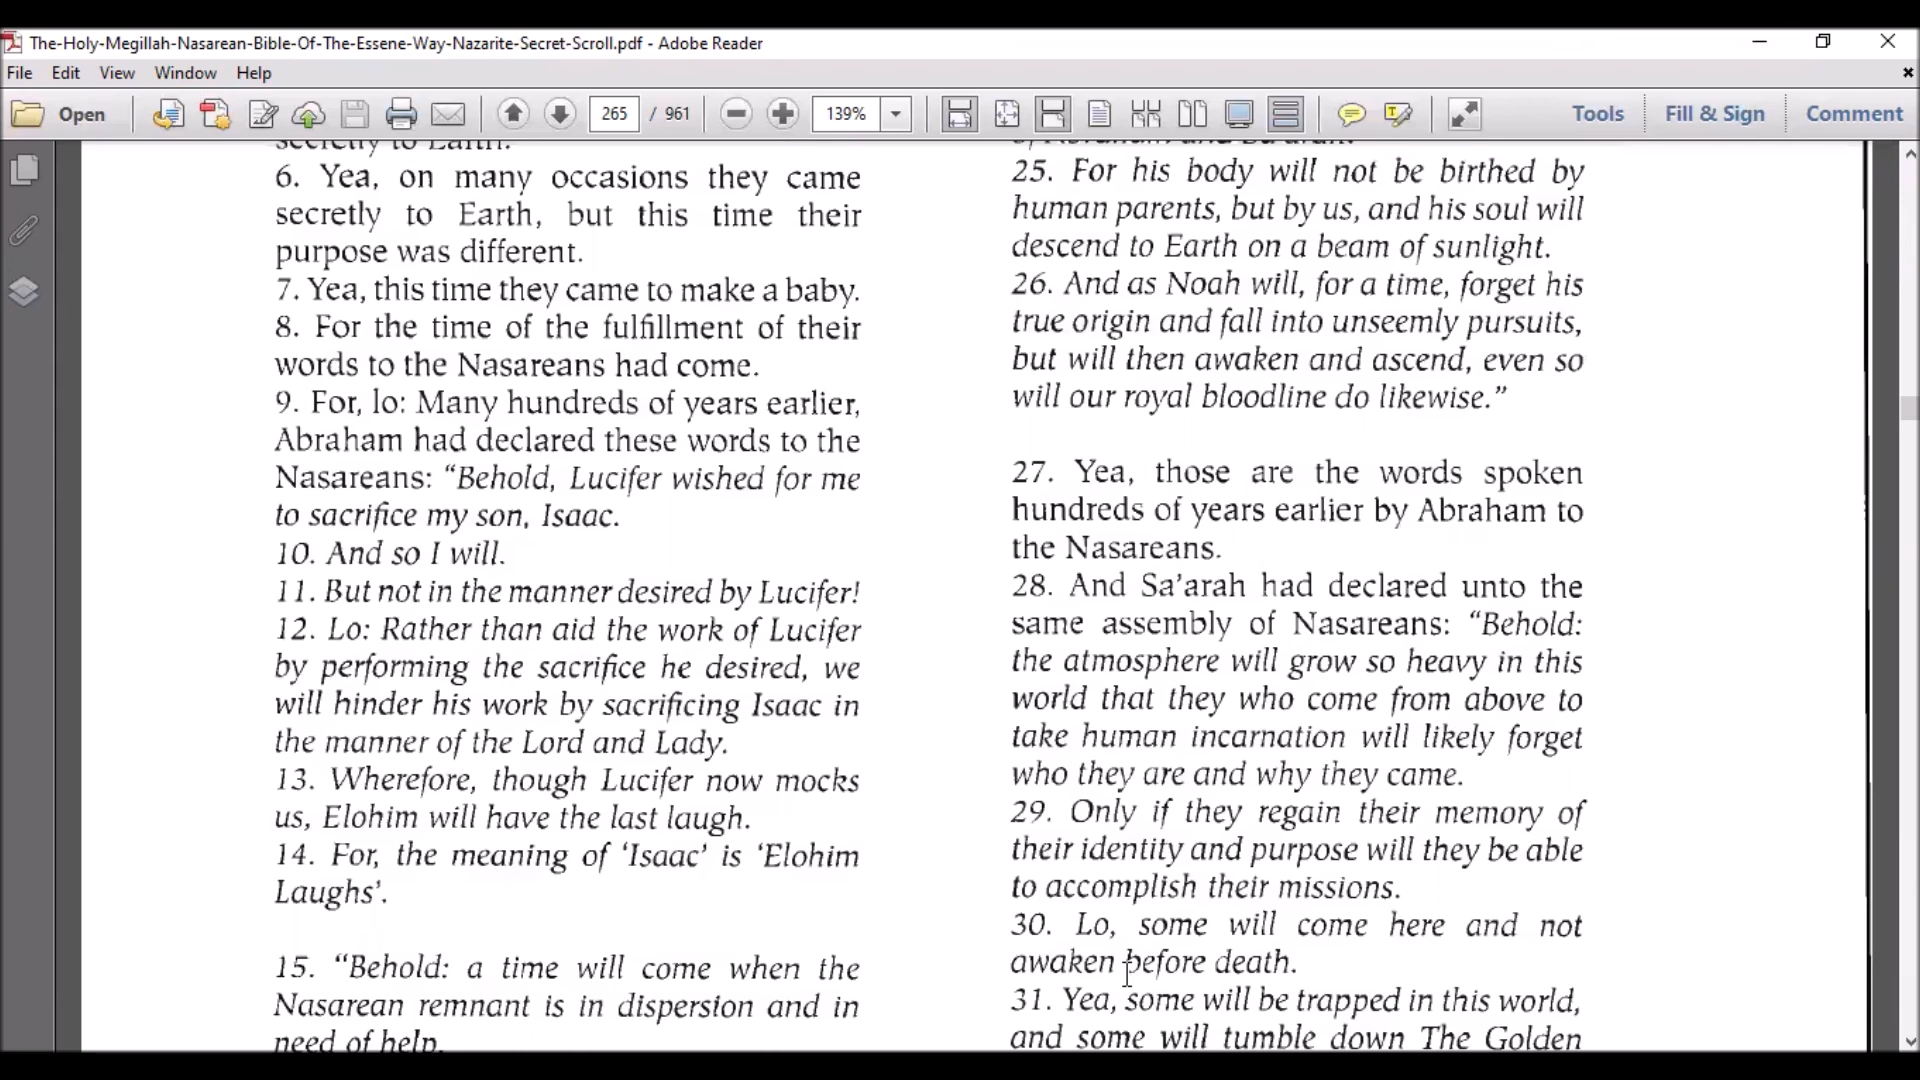 The-Holy-Megillah-Nasarean-Bible-Of-The-Essene-Way-Nazarite-Secret-Scroll.pdf - Adobe Reader
File Edit View Window Help
Open 265 / 961 139% Tools Fill & Sign Comment
secretly to Earth.
6. Yea, on many occasions they came
secretly to Earth, but this time their
purpose was different.
7. Yea, this time they came to make a baby.
8. For the time of the fulfillment of their
words to the Nasareans had come.
9. For, lo: Many hundreds of years earlier,
Abraham had declared these words to the
Nasareans: “Behold, Lucifer wished for me
to sacrifice my son, Isaac.
10. And so I will.
11. But not in the manner desired by Lucifer!
12. Lo: Rather than aid the work of Lucifer
by performing the sacrifice he desired, we
will hinder his work by sacrificing Isaac in
the manner of the Lord and Lady.
13. Wherefore, though Lucifer now mocks
us, Elohim will have the last laugh.
14. For, the meaning of ‘Isaac’ is ‘Elohim
Laughs’.
15. “Behold: a time will come when the
Nasarean remnant is in dispersion and in
need of help.
25. For his body will not be birthed by
human parents, but by us, and his soul will
descend to Earth on a beam of sunlight.
26. And as Noah will, for a time, forget his
true origin and fall into unseemly pursuits,
but will then awaken and ascend, even so
will our royal bloodline do likewise.”
27. Yea, those are the words spoken
hundreds of years earlier by Abraham to
the Nasareans.
28. And Sa’arah had declared unto the
same assembly of Nasareans: “Behold:
the atmosphere will grow so heavy in this
world that they who come from above to
take human incarnation will likely forget
who they are and why they came.
29. Only if they regain their memory of
their identity and purpose will they be able
to accomplish their missions.
30. Lo, some will come here and not
awaken before death.
31. Yea, some will be trapped in this world,
and some will tumble down The Golden